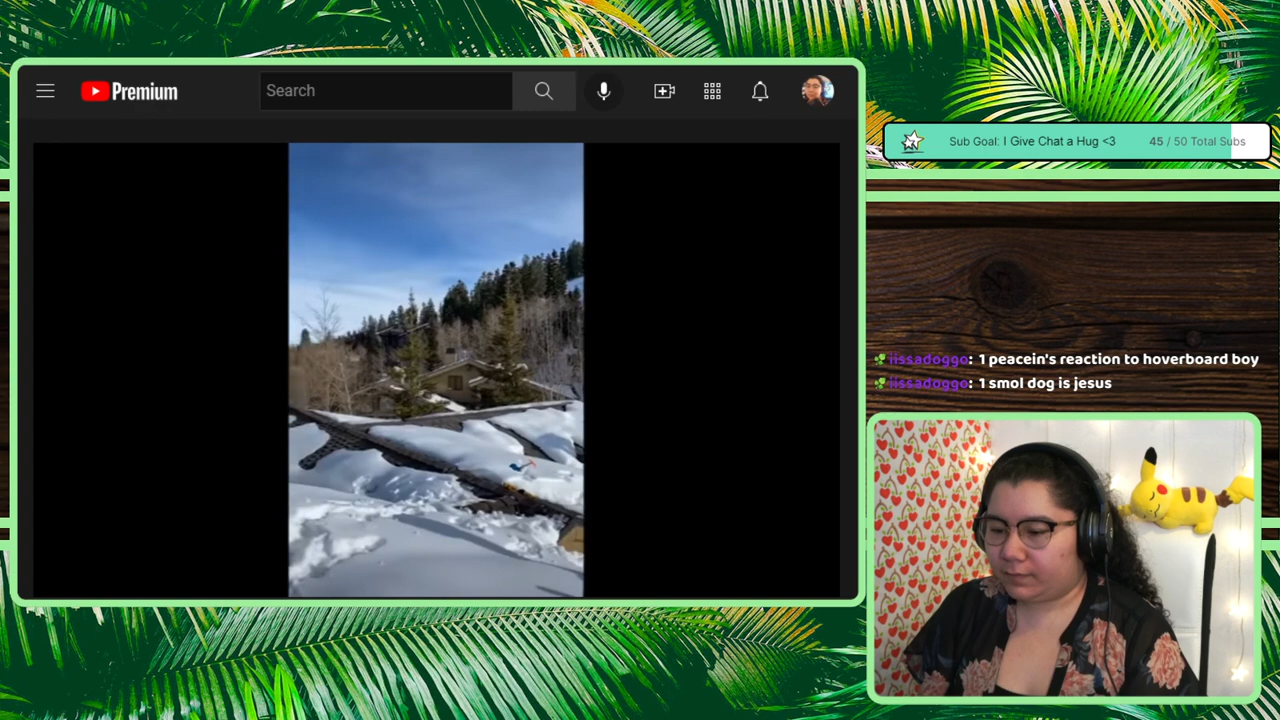 Premium
Search
Sub Goal: I Give Chat a Hug <3 45 / 50 Total Subs
iissadoggo: 1 peacein's reaction to hoverboard boy
iissadoggo: 1 smol dog is jesus